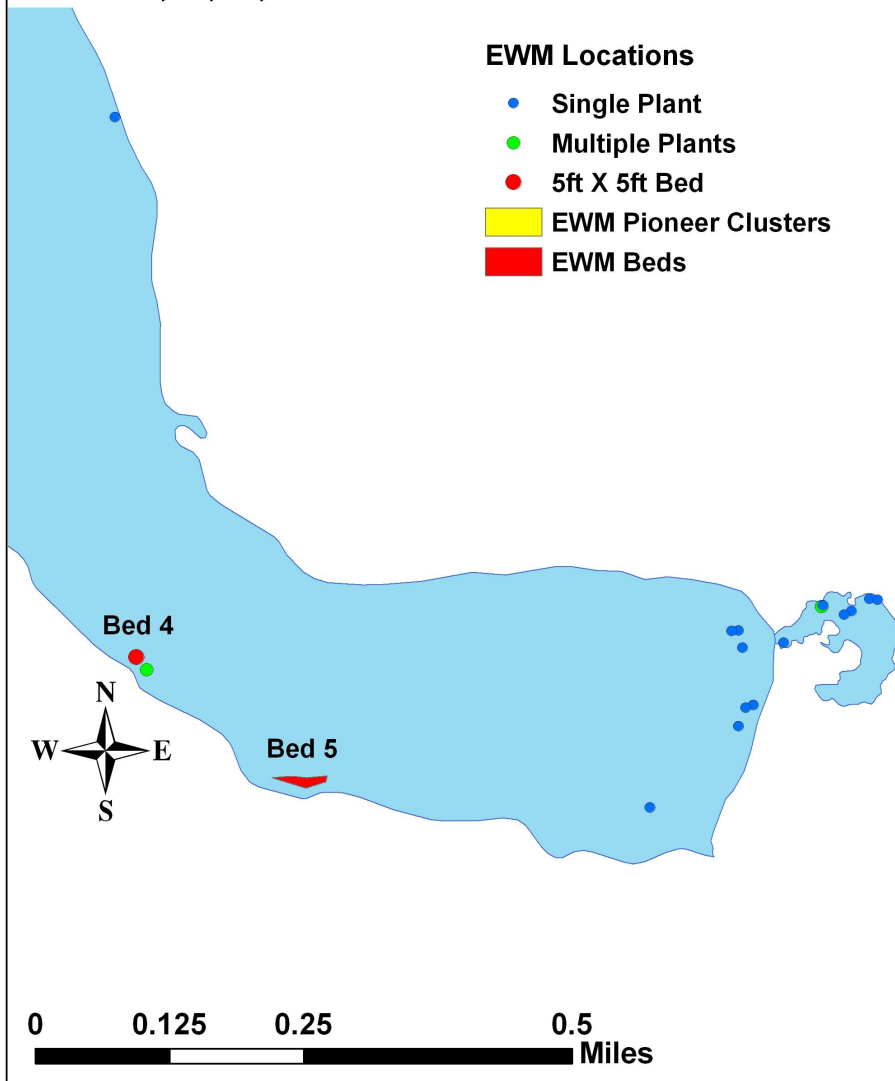 EWM Locations
Single Plant
Multiple Plants
5ft X 5ft Bed
EWM Pioneer Clusters
EWM Beds
Bed 4
N
W E
S
Bed 5
0 0.125 0.25 0.5
Miles